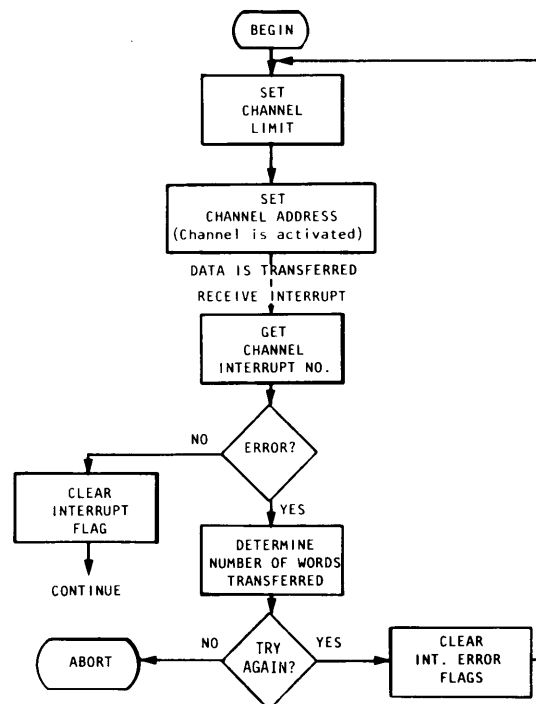 BEGIN
SET
CHANNEL
LIMIT
SET
CHANNEL ADDRESS
(Channel is activated)
DATA IS TRANSFERRED
RECEIVE INTERRUPT
GET
CHANNEL
INTERRUPT NO.
NO
ERROR?
CLEAR
INTERRUPT
FLAG
YES
CONTINUE
DETERMINE
NUMBER OF WORDS
TRANSFERRED
ABORT
NO
TRY
AGAIN?
YES
CLEAR
INT. ERROR
FLAGS